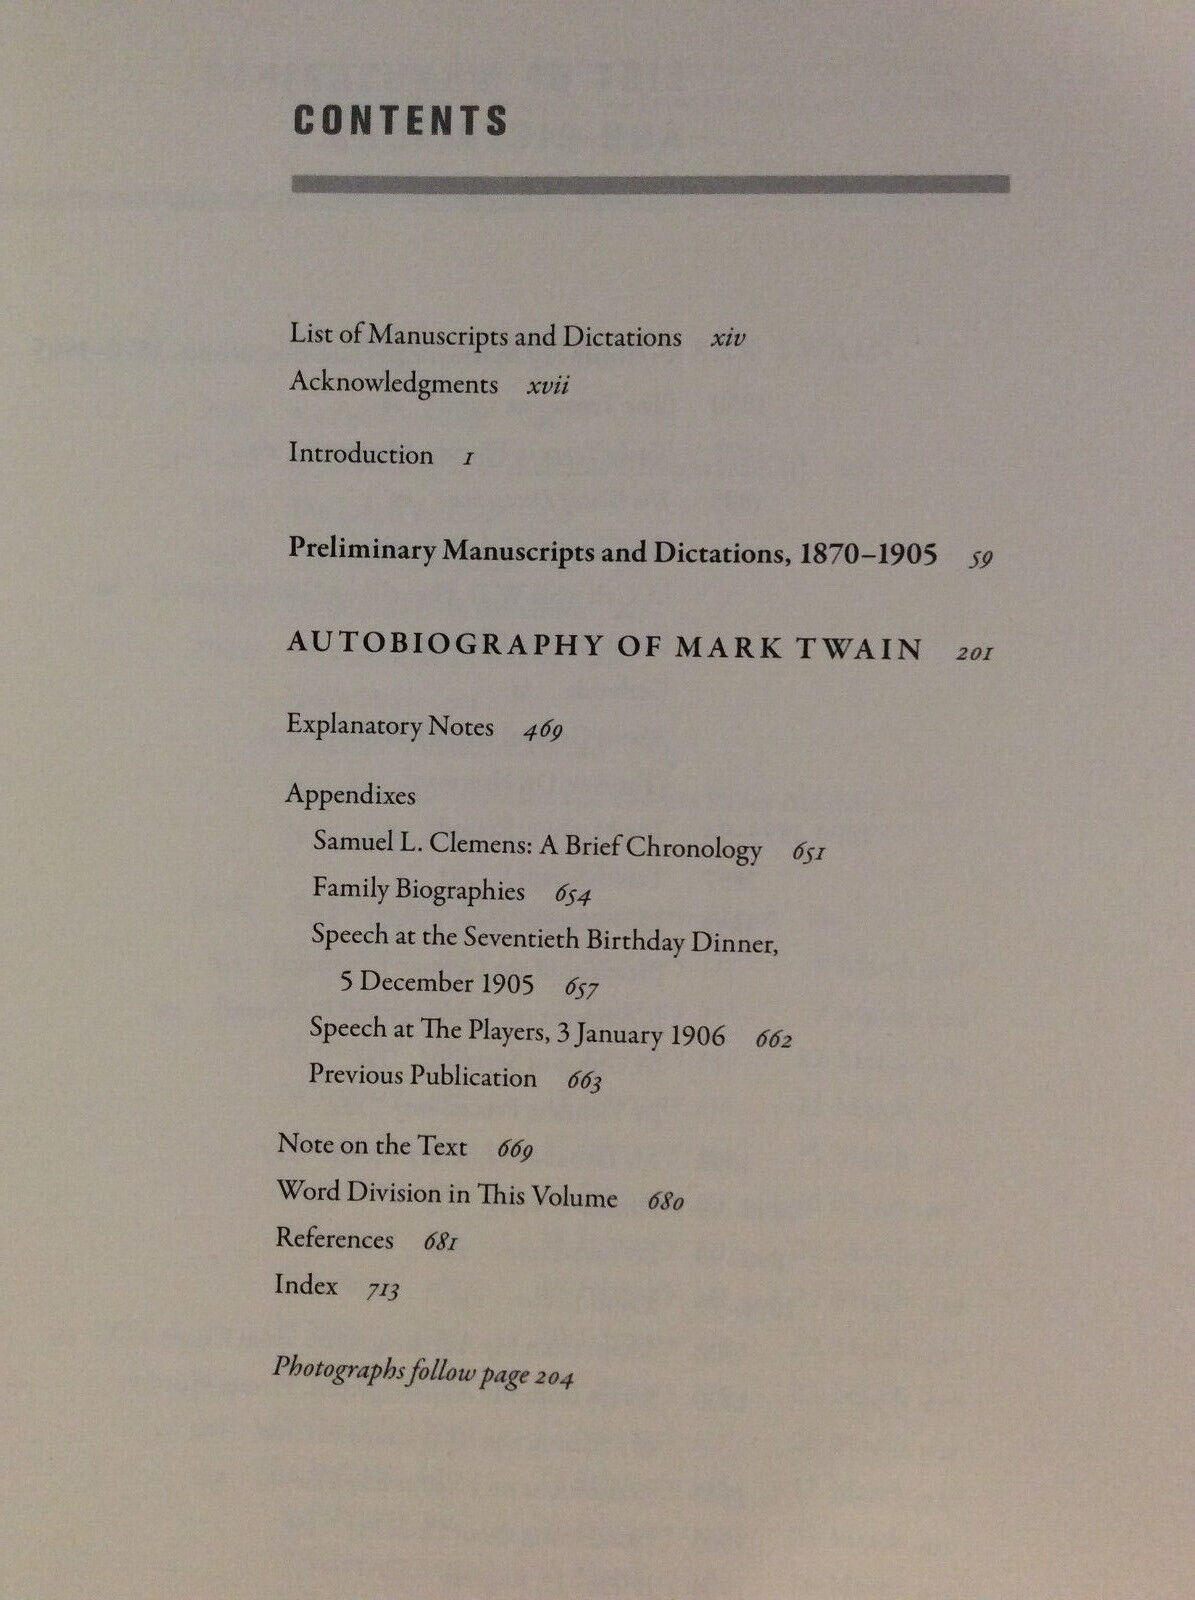 CONTENTS
List of Manuscripts and Dictations xiv
Acknowledgments xvii
Introduction 1
Preliminary Manuscripts and Dictations, 1870–1905 59
AUTOBIOGRAPHY OF MARK TWAIN 201
Explanatory Notes 469
Appendixes
Samuel L. Clemens: A Brief Chronology 651
Family Biographies 654
Speech at the Seventieth Birthday Dinner,
5 December 1905 657
Speech at The Players, 3 January 1906 662
Previous Publication 663
Note on the Text 669
Word Division in This Volume 680
References 681
Index 713
Photographs follow page 204